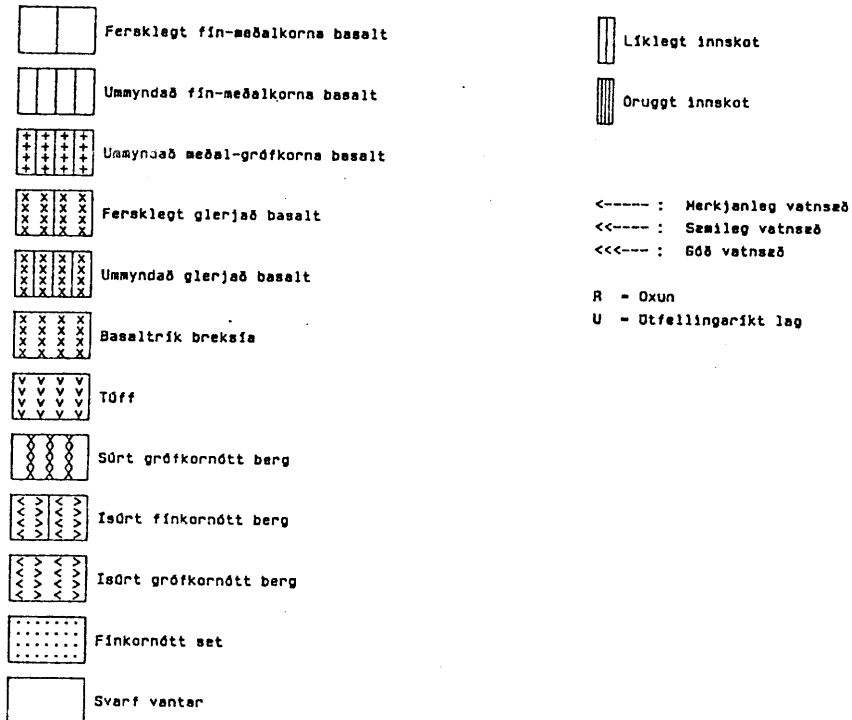 Fersklegt fín-meðalkorna basalt
Ummyndað fín-meðalkorna basalt
Ummyndað meðal-grófkorna basalt
Fersklegt glerjað basalt
Ummyndað glerjað basalt
Basaltrík breksía
Túff
Súrt grófkornótt berg
Ísúrt fínkornótt berg
Ísúrt grófkornótt berg
Fínkornótt set
Svarf vantar
Líklegt innskot
Öruggt innskot
<----- : Merkjanleg vatnsæð
<<---- : Sæmileg vatnsæð
<<<--- : Góð vatnsæð
R - Oxun
U - Útfellingaríkt lag